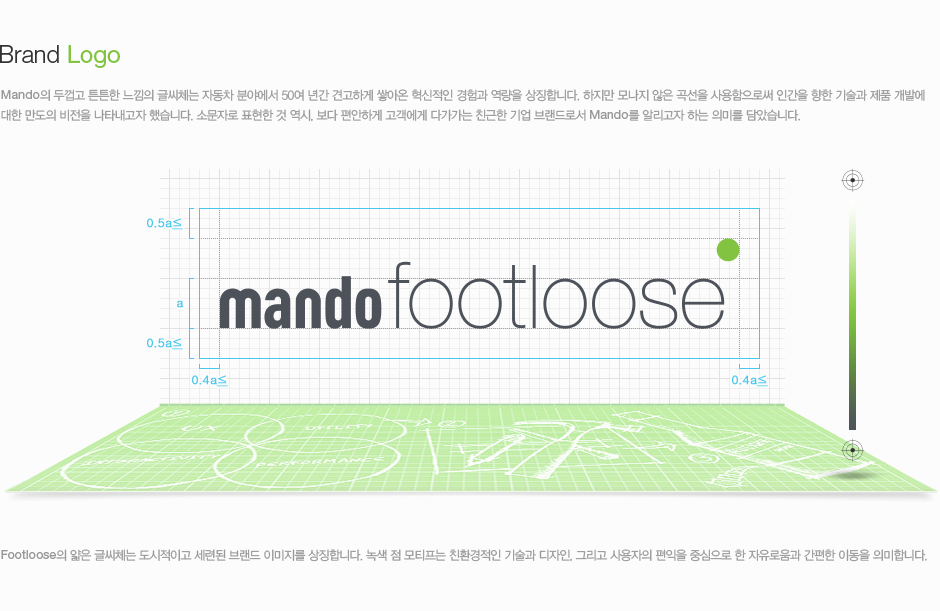 Brand Logo
Mando의 두껍고 튼튼한 느낌의 글씨체는 자동차 분야에서 50여 년간 견고하게 쌓아온 혁신적인 경험과 역량을 상징합니다. 하지만 모나지 않은 곡선을 사용함으로써 인간을 향한 기술과 제품 개발에
대한 만도의 비전을 나타내고자 했습니다. 소문자로 표현한 것 역시, 보다 편안하게 고객에게 다가가는 친근한 기업 브랜드로서 Mando를 알리고자 하는 의미를 담았습니다.
0.5a≤
mando footloose
a
0.5a≤
0.4a≤ 0.4a≤
UX
Footloose의 얇은 글씨체는 도시적이고 세련된 브랜드 이미지를 상징합니다. 녹색 점 모티프는 친환경적인 기술과 디자인, 그리고 사용자의 편익을 중심으로 한 자유로움과 간편한 이동을 의미합니다.